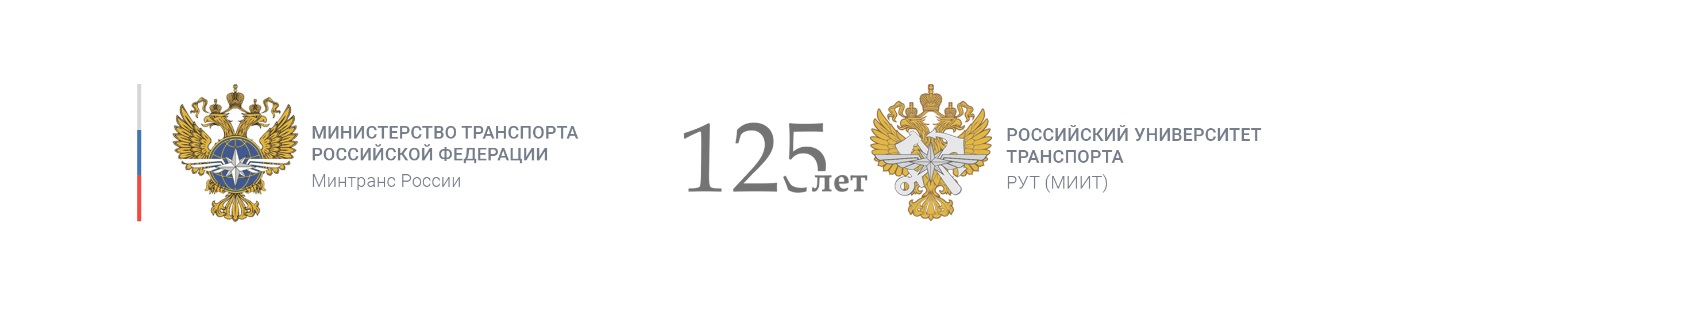 МИНИСТЕРСТВО ТРАНСПОРТА
РОССИЙСКОЙ ФЕДЕРАЦИИ
Минтранс России
125 лет
РОССИЙСКИЙ УНИВЕРСИТЕТ
ТРАНСПОРТА
РУТ (МИИТ)